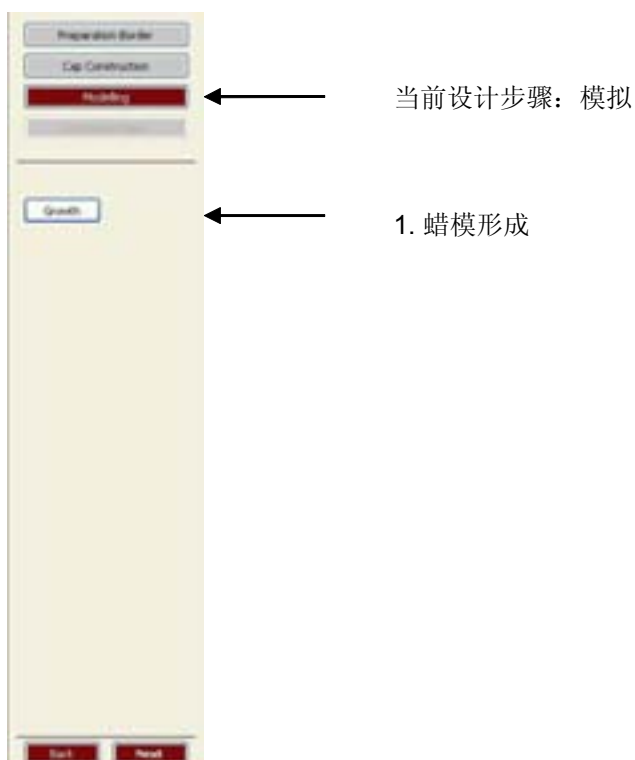 Preparation Border
Cap Construction
Modelling
当前设计步骤：模拟
Growth
1. 蜡模形成
Back
Next